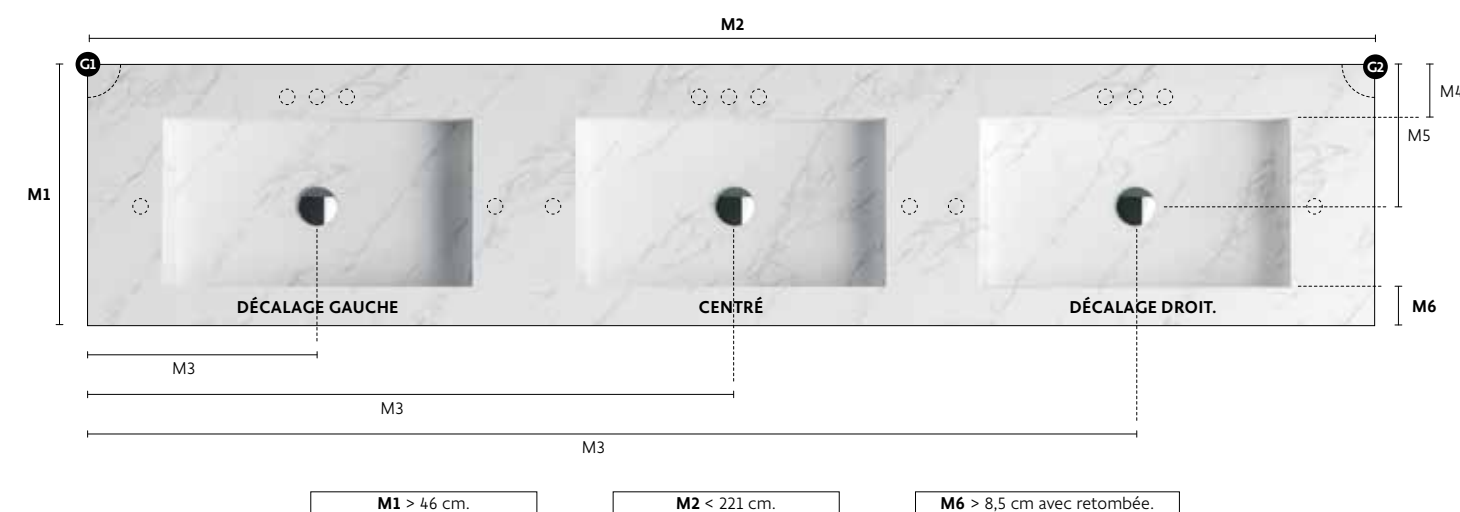 M2
G1
G2
M4
M5
M1
DÉCALAGE GAUCHE
CENTRÉ
DÉCALAGE DROIT.
M6
M3
M3
M3
M1 > 46 cm.
M2 < 221 cm.
M6 > 8,5 cm avec retombée.